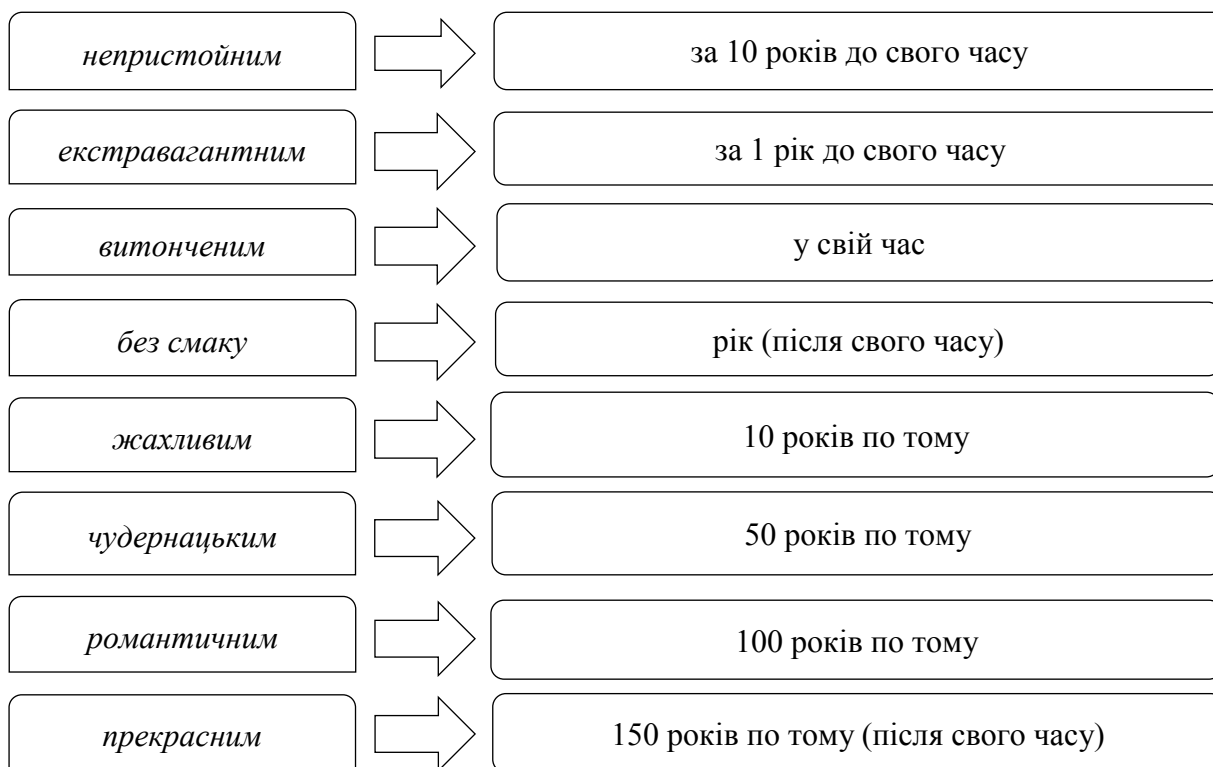 непристойним
за 10 років до свого часу
екстравагантним
за 1 рік до свого часу
витонченим
у свій час
без смаку
рік (після свого часу)
жахливим
10 років по тому
чудернацьким
50 років по тому
романтичним
100 років по тому
прекрасним
150 років по тому (після свого часу)